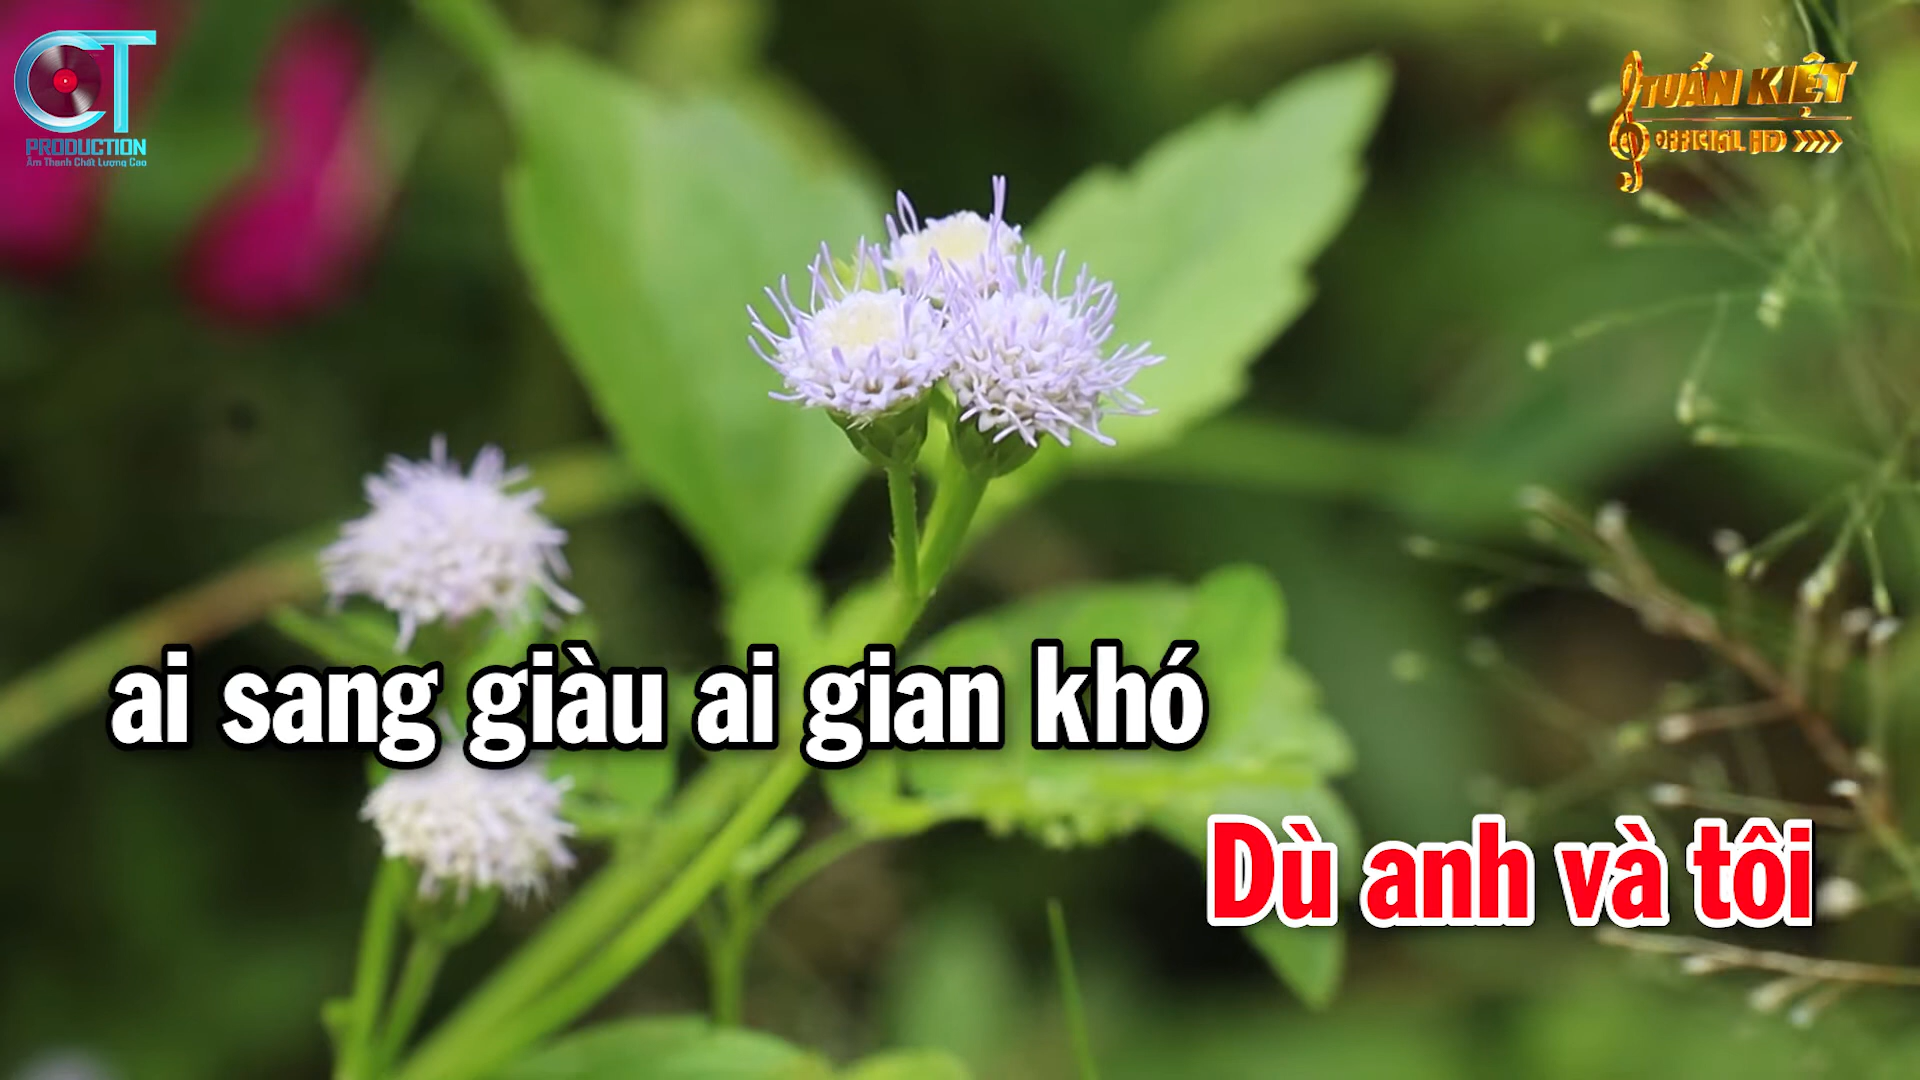 CT
PRODUCTION
Âm Thanh Chất Lượng Cao
TUẤN KIỆT
OFFICIAL HD
ai sang giàu ai gian khó
Dù anh và tôi